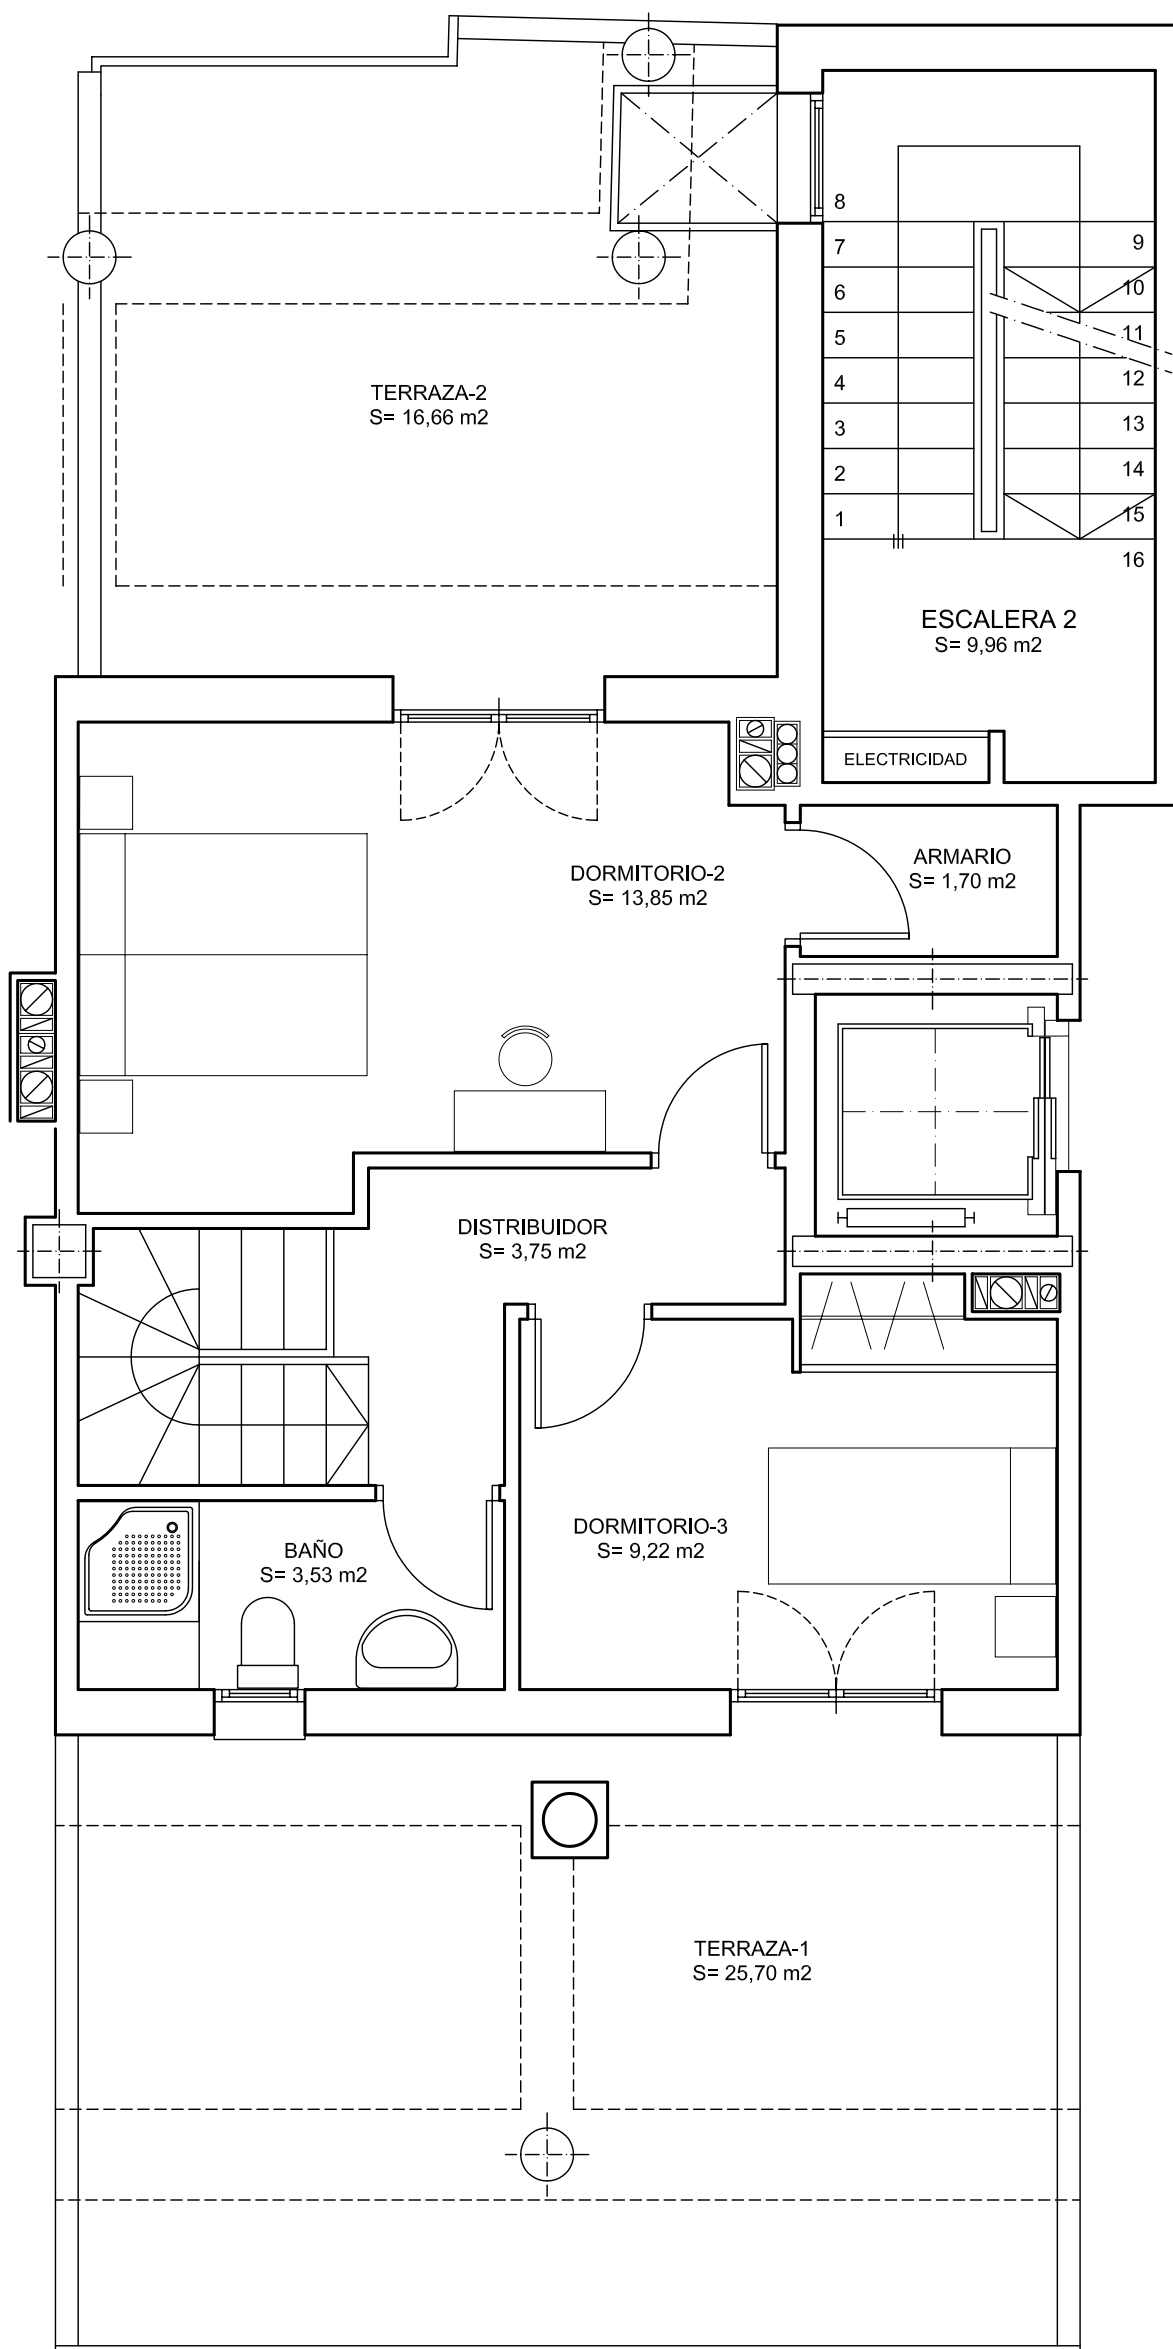 8
7
9
6
10
5
11
4
12
3
13
2
14
1
15
16
TERRAZA-2
S= 16,66 m2
ESCALERA 2
S= 9,96 m2
ELECTRICIDAD
DORMITORIO-2
S= 13,85 m2
ARMARIO
S= 1,70 m2
DISTRIBUIDOR
S= 3,75 m2
DORMITORIO-3
S= 9,22 m2
BAÑO
S= 3,53 m2
TERRAZA-1
S= 25,70 m2